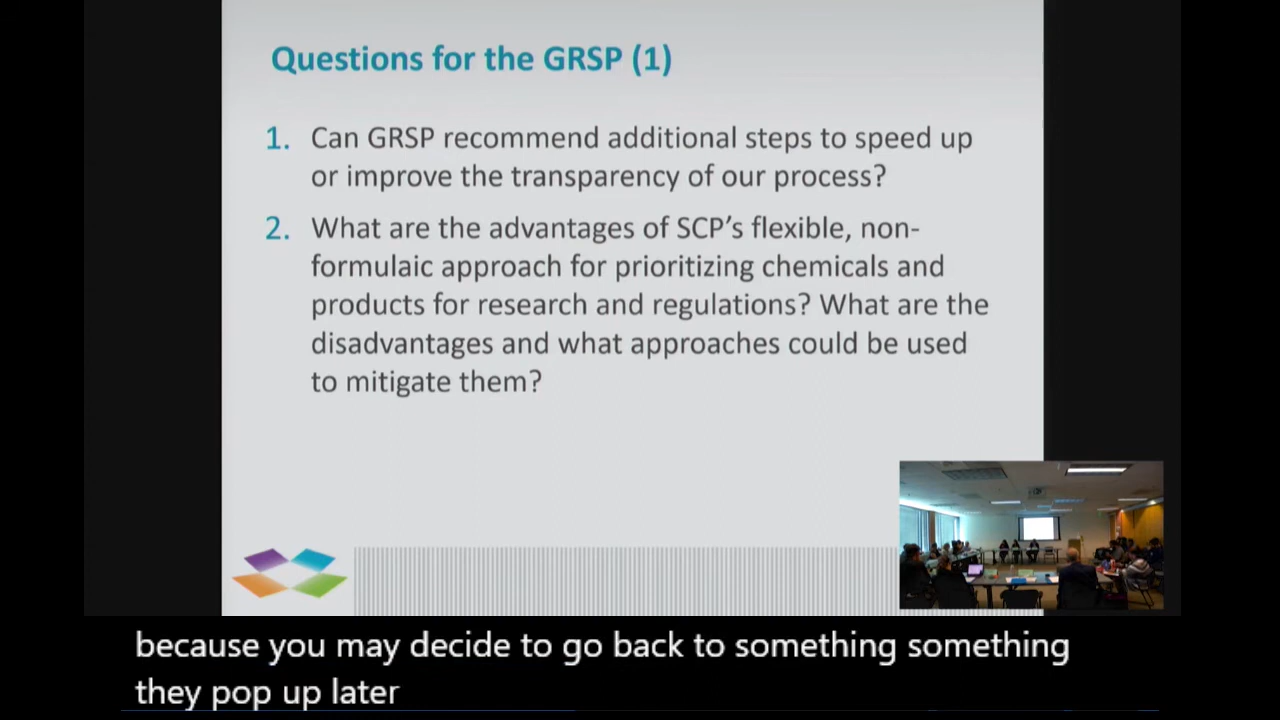 Questions for the GRSP (1)
1. Can GRSP recommend additional steps to speed up
or improve the transparency of our process?
2. What are the advantages of SCP’s flexible, non-
formulaic approach for prioritizing chemicals and
products for research and regulations? What are the
disadvantages and what approaches could be used
to mitigate them?
because you may decide to go back to something something
they pop up later